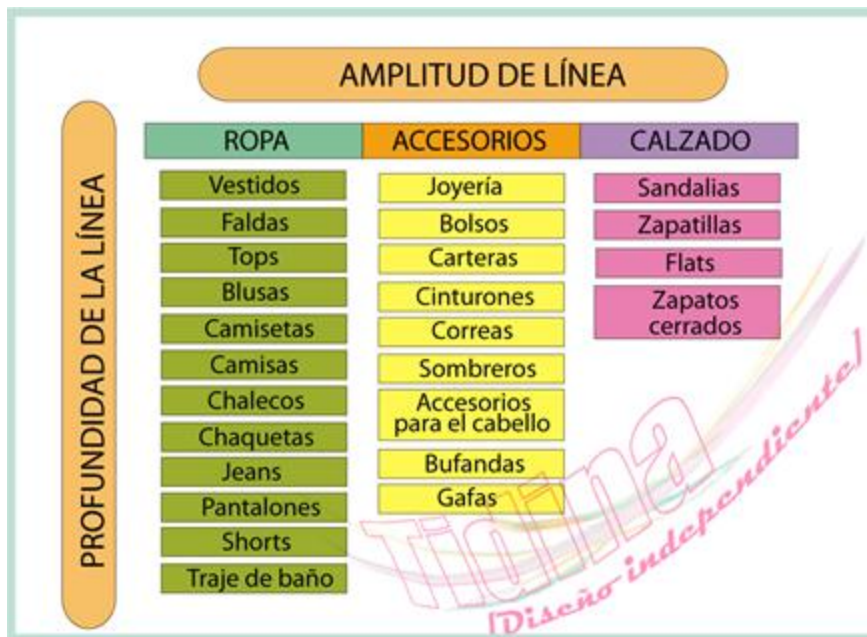 AMPLITUD DE LÍNEA
PROFUNDIDAD DE LA LÍNEA
ROPA
Vestidos
Faldas
Tops
Blusas
Camisetas
Camisas
Chalecos
Chaquetas
Jeans
Pantalones
Shorts
Traje de baño
ACCESORIOS
Joyería
Bolsos
Carteras
Cinturones
Correas
Sombreros
Accesorios
para el cabello
Bufandas
Gafas
CALZADO
Sandalias
Zapatillas
Flats
Zapatos
cerrados
Tidina
[Diseño independiente]